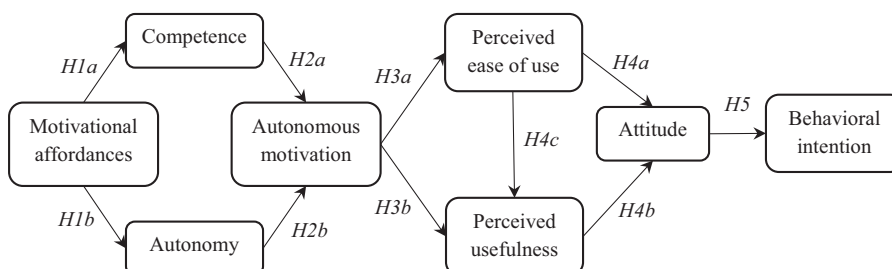 Competence
H1a
H2a
Motivational
affordances
Autonomous
motivation
H1b
H2b
Autonomy
H3a
H3b
Perceived
ease of use
H4a
H4c
Perceived
usefulness
H4b
Attitude
H5
Behavioral
intention